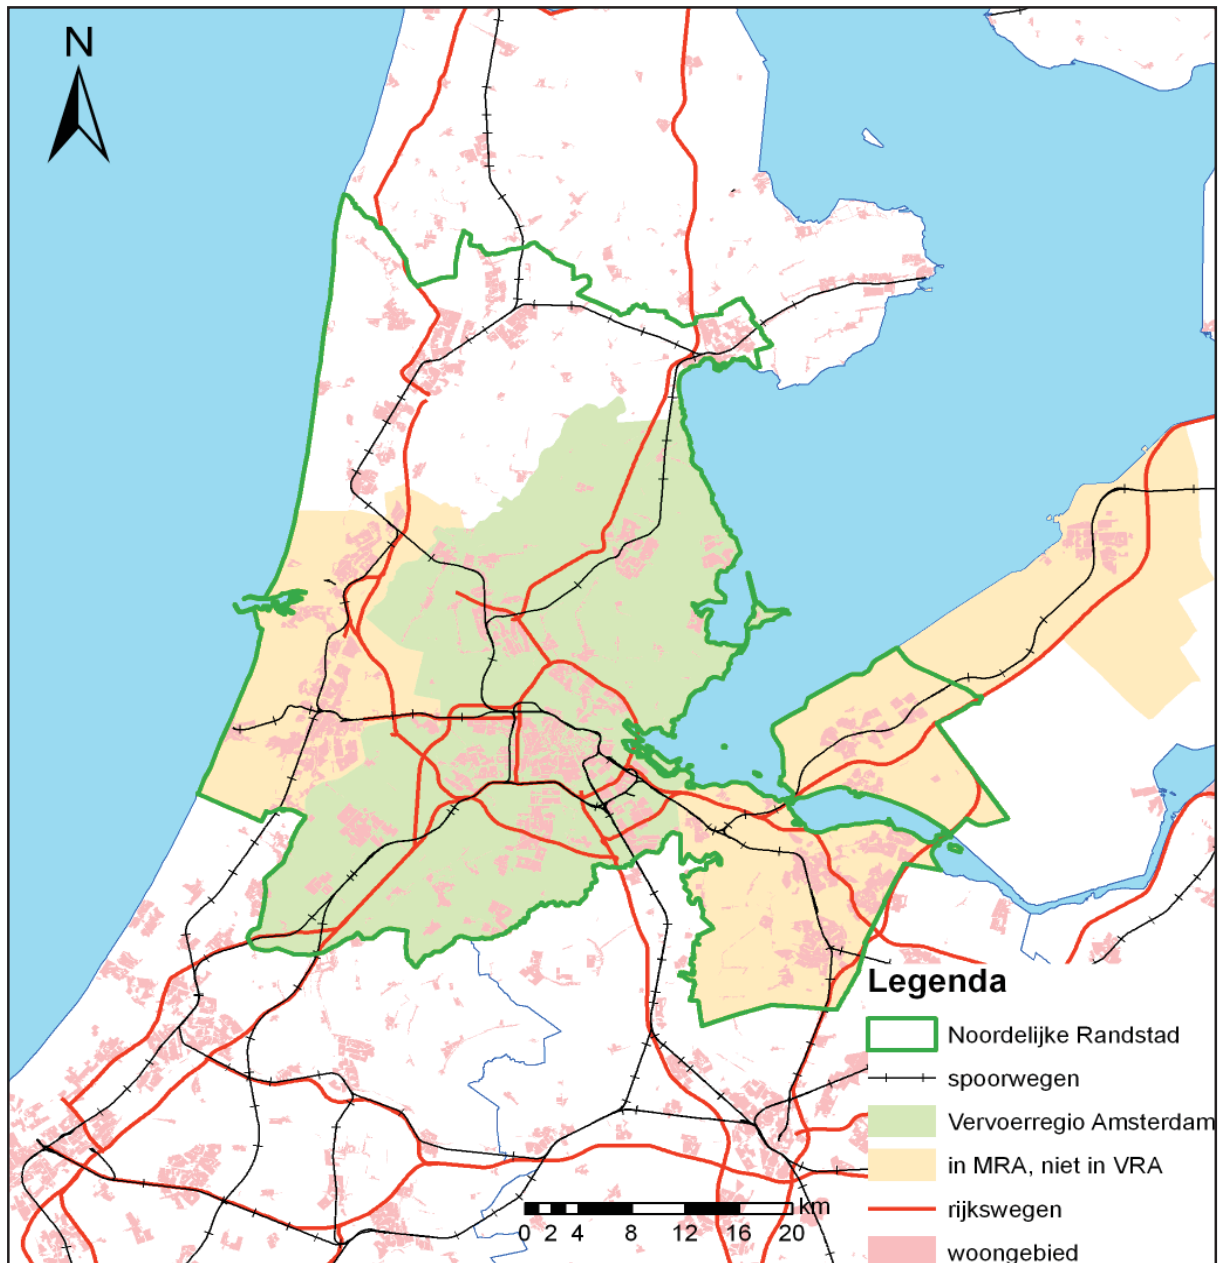 N
Legenda
Noordelijke Randstad
spoorwegen
Vervoerregio Amsterdam
in MRA, niet in VRA
rijkswegen
woongebied
km
0 2 4 8 12 16 20